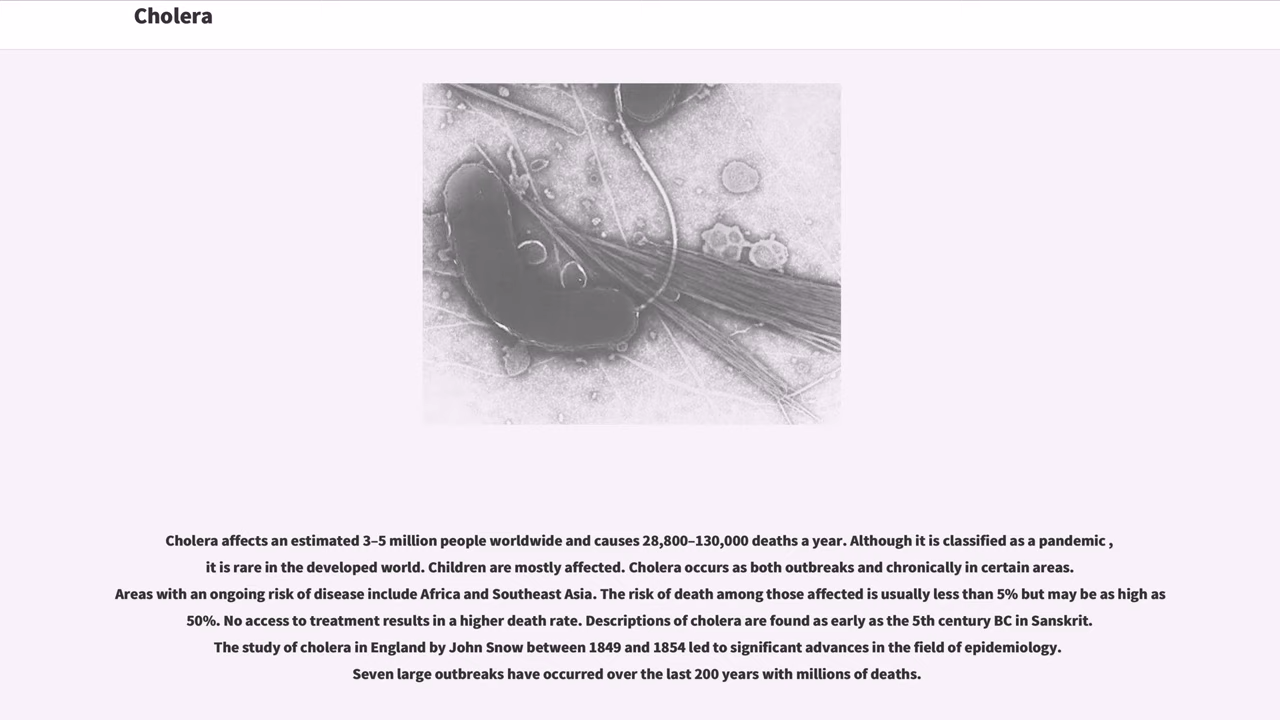 Cholera
Cholera affects an estimated 3–5 million people worldwide and causes 28,800–130,000 deaths a year. Although it is classified as a pandemic ,
it is rare in the developed world. Children are mostly affected. Cholera occurs as both outbreaks and chronically in certain areas.
Areas with an ongoing risk of disease include Africa and Southeast Asia. The risk of death among those affected is usually less than 5% but may be as high as
50%. No access to treatment results in a higher death rate. Descriptions of cholera are found as early as the 5th century BC in Sanskrit.
The study of cholera in England by John Snow between 1849 and 1854 led to significant advances in the field of epidemiology.
Seven large outbreaks have occurred over the last 200 years with millions of deaths.